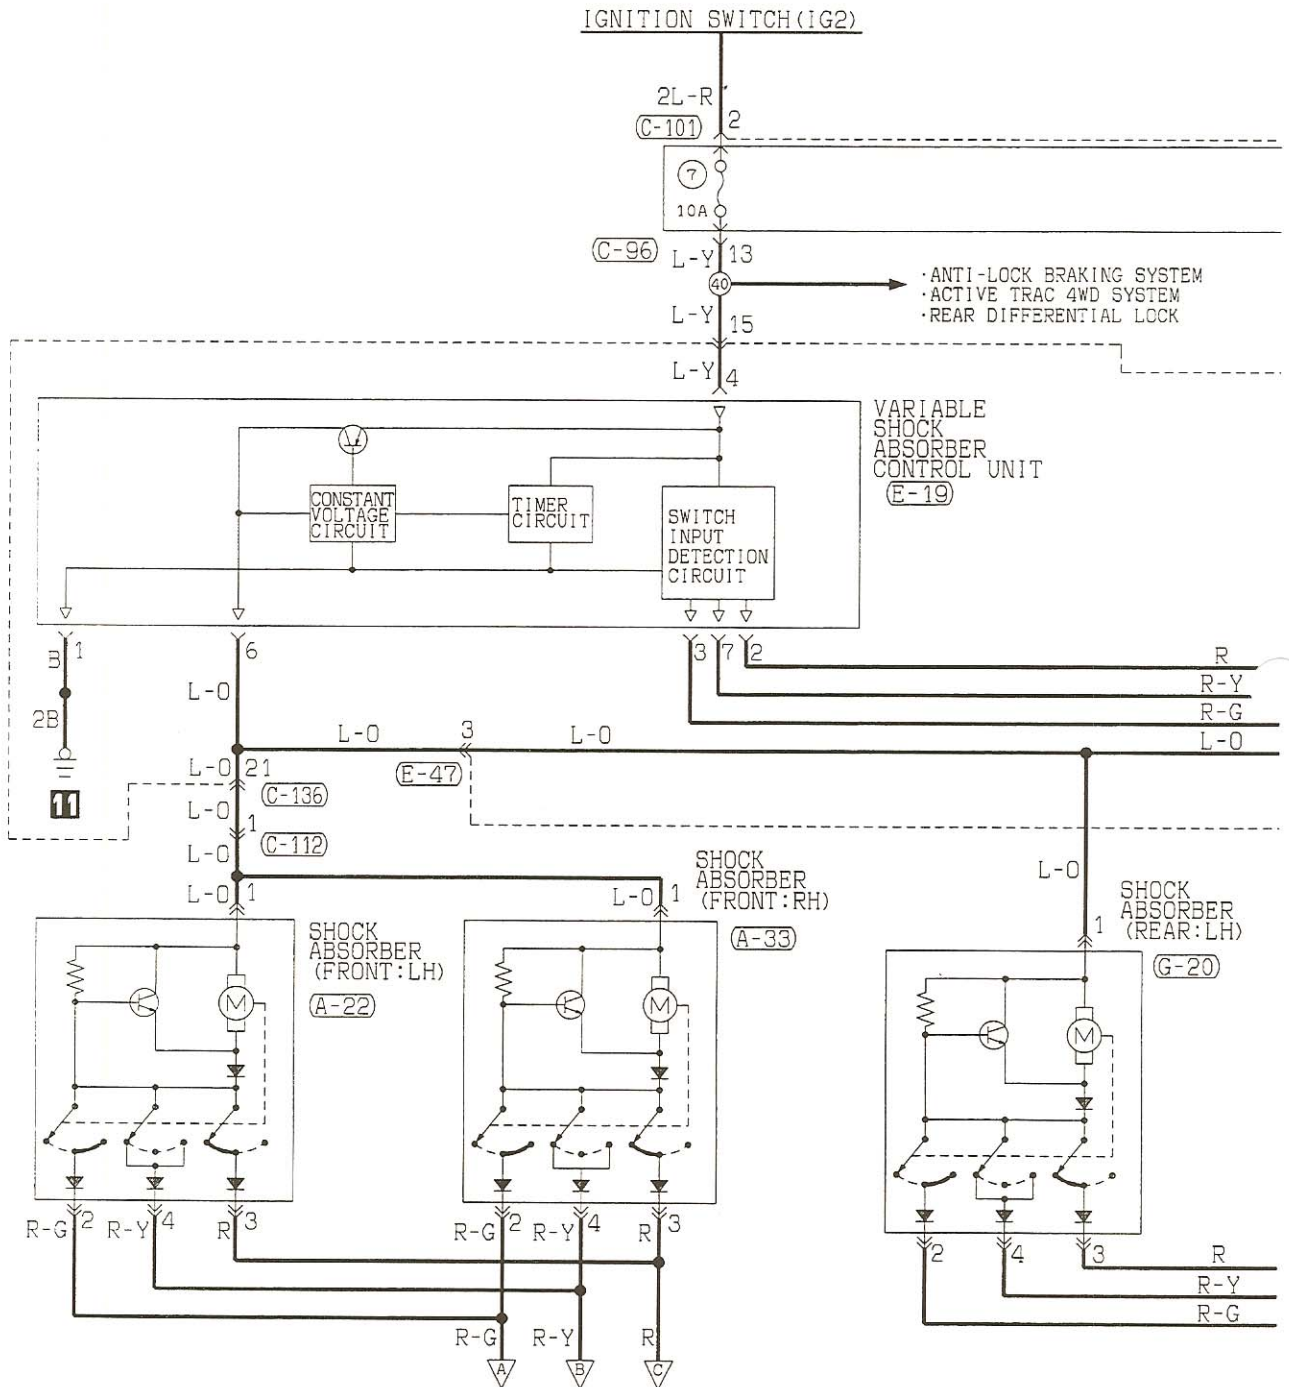 IGNITION SWITCH(IG2)
2L-R
C-101
2
7
10A
C-96
L-Y
13
40
·ANTI-LOCK BRAKING SYSTEM
·ACTIVE TRAC 4WD SYSTEM
·REAR DIFFERENTIAL LOCK
L-Y
15
L-Y
4
VARIABLE
SHOCK
ABSORBER
CONTROL UNIT
E-19
CONSTANT
VOLTAGE
CIRCUIT
TIMER
CIRCUIT
SWITCH
INPUT
DETECTION
CIRCUIT
B
1
6
3
7
2
R
L-O
R-Y
2B
R-G
L-O
3
L-O
L-O
L-O
21
E-47
11
C-136
L-O
1
C-112
L-O
L-O
1
SHOCK
ABSORBER
(FRONT:RH)
L-O
1
A-33
L-O
1
SHOCK
ABSORBER
(REAR:LH)
G-20
SHOCK
ABSORBER
(FRONT:LH)
A-22
M
M
M
R-G
2
R-Y
4
R
3
R-G
2
R-Y
4
R
3
2
4
3
R
R-Y
R-G
R-G
R-Y
R
A
B
C